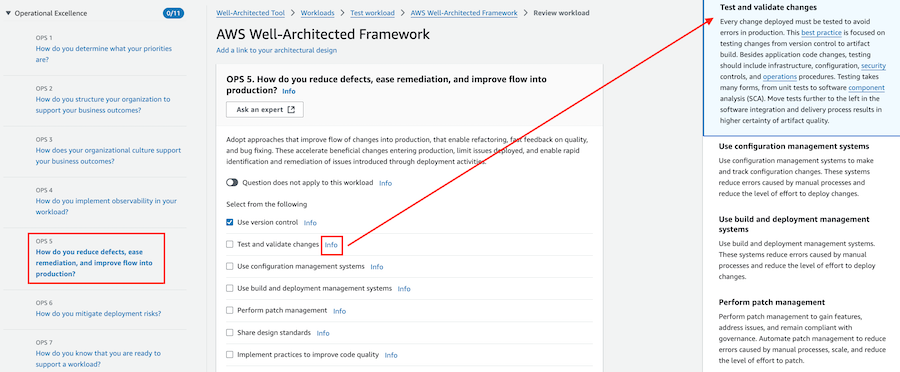 Operational Excellence 0/11
OPS 1
How do you determine what your priorities
are?
OPS 2
How do you structure your organization to
support your business outcomes?
OPS 3
How does your organizational culture support
your business outcomes?
OPS 4
How do you implement observability in your
workload?
OPS 5
How do you reduce defects, ease
remediation, and improve flow into
production?
OPS 6
How do you mitigate deployment risks?
OPS 7
How do you know that you are ready to
support a workload?
Well-Architected Tool > Workloads > Test workload > AWS Well-Architected Framework > Review workload
AWS Well-Architected Framework
Add a link to your architectural design
OPS 5. How do you reduce defects, ease remediation, and improve flow into
production? Info
Ask an expert
Adopt approaches that improve flow of changes into production, that enable refactoring, fast feedback on quality,
and bug fixing. These accelerate beneficial changes entering production, limit issues deployed, and enable rapid
identification and remediation of issues introduced through deployment activities.
Question does not apply to this workload Info
Select from the following
Use version control Info
Test and validate changes Info
Use configuration management systems Info
Use build and deployment management systems Info
Perform patch management Info
Share design standards Info
Implement practices to improve code quality Info
Test and validate changes
Every change deployed must be tested to avoid
errors in production. This best practice is focused on
testing changes from version control to artifact
build. Besides application code changes, testing
should include infrastructure, configuration, security
controls, and operations procedures. Testing takes
many forms, from unit tests to software component
analysis (SCA). Move tests further to the left in the
software integration and delivery process results in
higher certainty of artifact quality.
Use configuration management systems
Use configuration management systems to make
and track configuration changes. These systems
reduce errors caused by manual processes and
reduce the level of effort to deploy changes.
Use build and deployment management
systems
Use build and deployment management systems.
These systems reduce errors caused by manual
processes and reduce the level of effort to deploy
changes.
Perform patch management
Perform patch management to gain features,
address issues, and remain compliant with
governance. Automate patch management to reduce
errors caused by manual processes, scale, and reduce
the level of effort to patch.